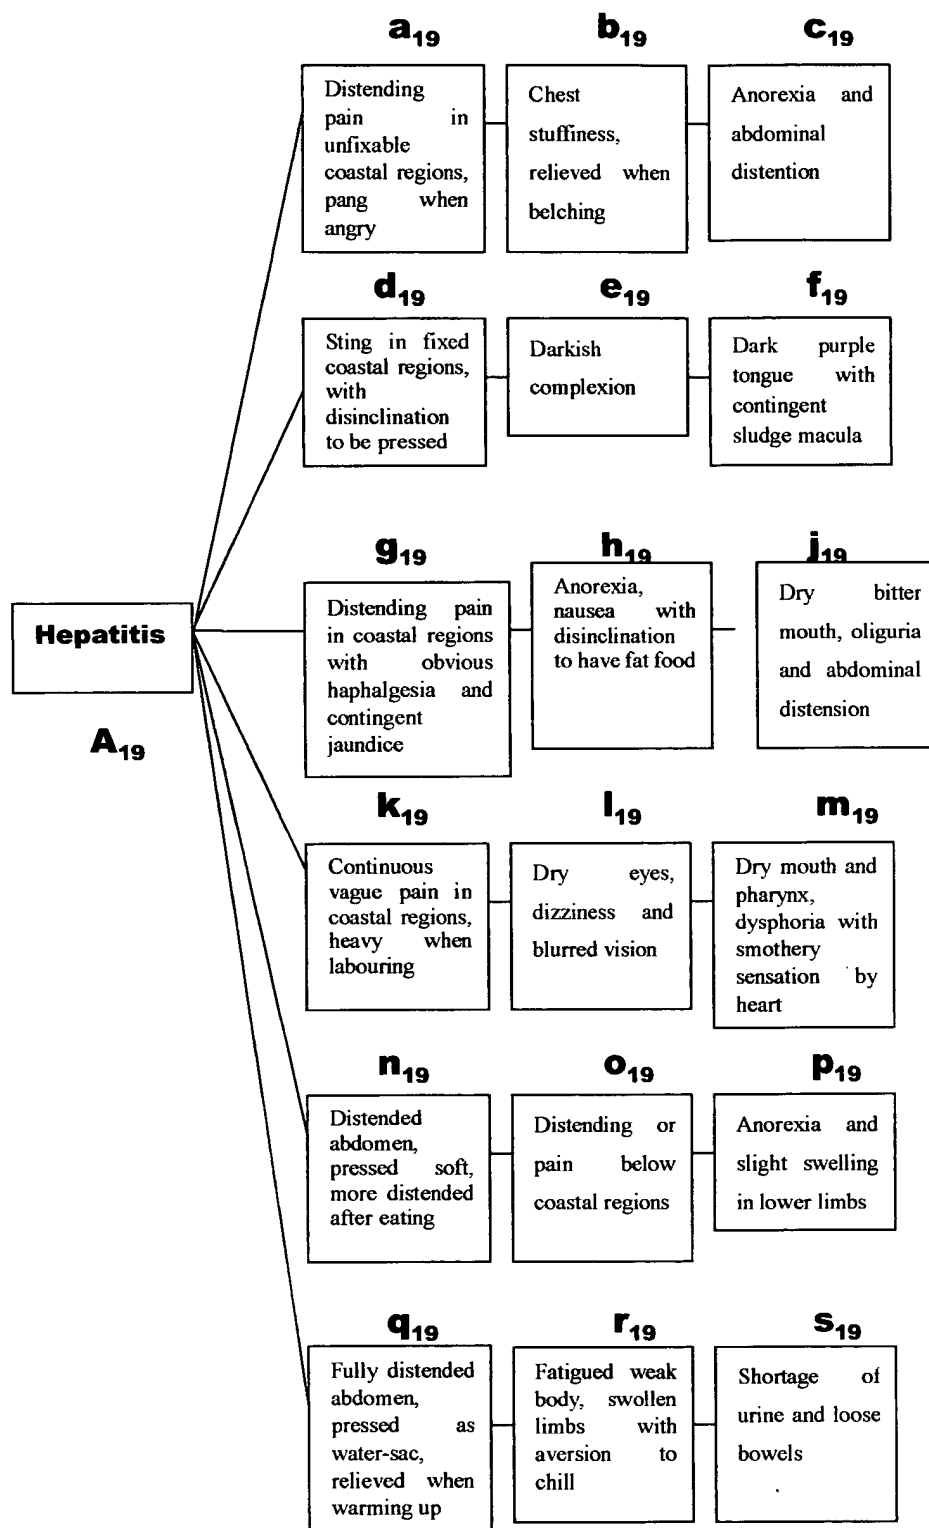 a19
b19
c19
Distending
pain in
unfixable
coastal regions,
pang when
angry
Chest
stuffiness,
relieved when
belching
Anorexia and
abdominal
distention
d19
e19
f19
Sting in fixed
coastal regions,
with
disinclination
to be pressed
Darkish
complexion
Dark purple
tongue with
contingent
sludge macula
g19
h19
j19
Distending pain
in coastal regions
with obvious
haphalgesia and
contingent
jaundice
Anorexia,
nausea with
disinclination
to have fat food
Dry bitter
mouth, oliguria
and abdominal
distension
Hepatitis
A19
k19
l19
m19
Continuous
vague pain in
coastal regions,
heavy when
labouring
Dry eyes,
dizziness and
blurred vision
Dry mouth and
pharynx,
dysphoria with
smothery
sensation by
heart
n19
o19
p19
Distended
abdomen,
pressed soft,
more distended
after eating
Distending or
pain below
coastal regions
Anorexia and
slight swelling
in lower limbs
q19
r19
s19
Fully distended
abdomen,
pressed as
water-sac,
relieved when
warming up
Fatigued weak
body, swollen
limbs with
aversion to
chill
Shortage of
urine and loose
bowels